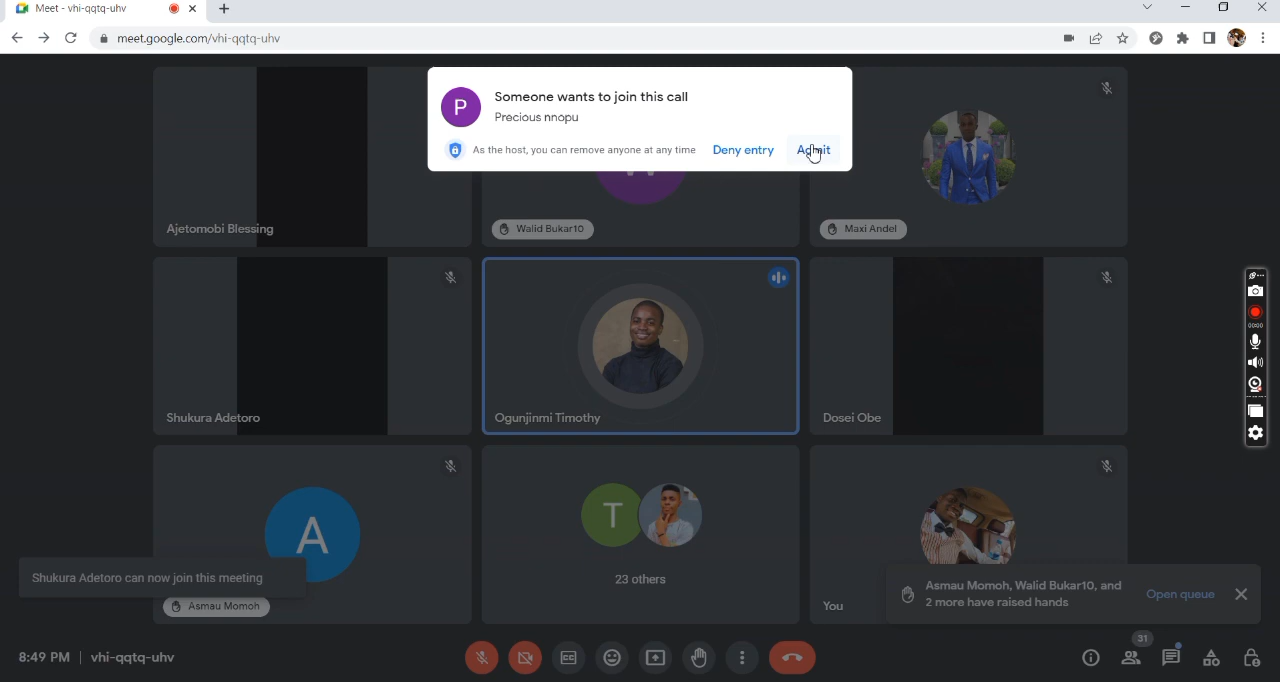 Meet - vhi-qqtq-uhv
meet.google.com/vhi-qqtq-uhv
P
Someone wants to join this call
Precious nnopu
As the host, you can remove anyone at any time
Deny entry
Admit
Ajetomobi Blessing
Walid Bukar10
Maxi Andel
Shukura Adetoro
Ogunjinmi Timothy
Dosei Obe
A
T
23 others
Shukura Adetoro can now join this meeting
Asmau Momoh
You
Asmau Momoh, Walid Bukar10, and
2 more have raised hands
Open queue
8:49 PM | vhi-qqtq-uhv
CC
31
00:00